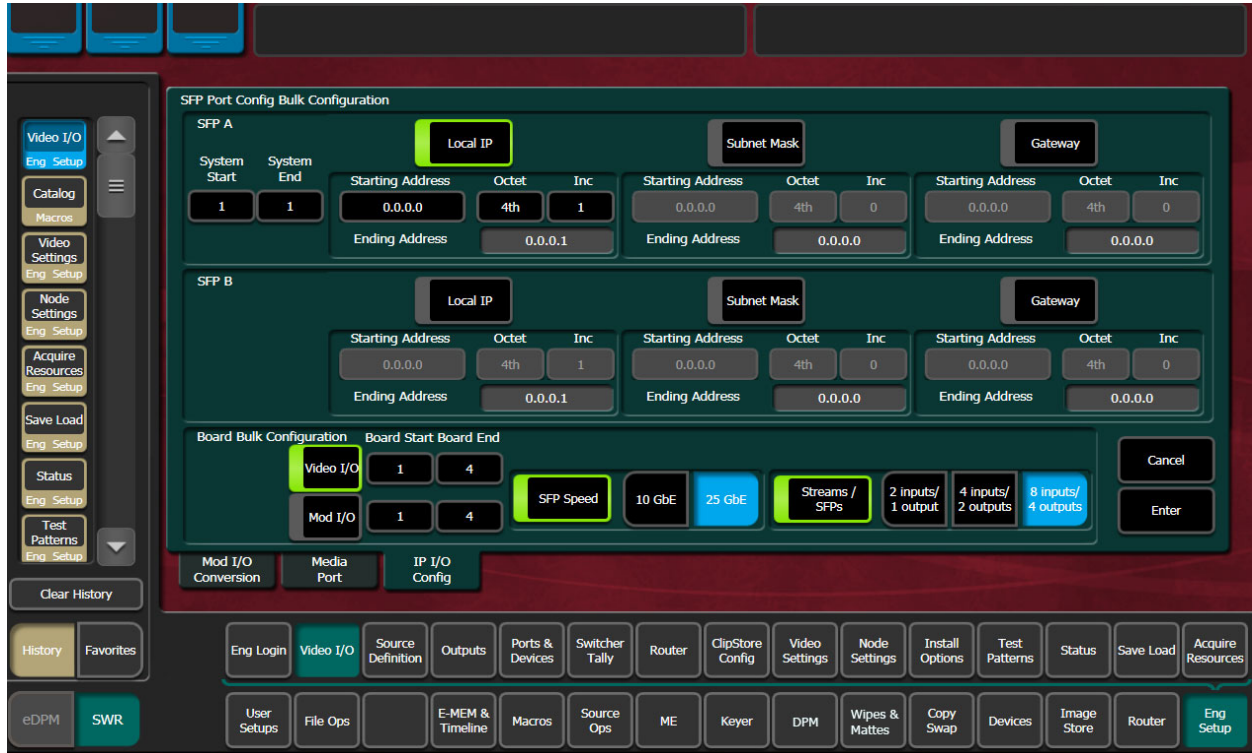 SFP Port Config Bulk Configuration
SFP A
Local IP
Subnet Mask
Gateway
System Start
System End
Starting Address Octet Inc
Starting Address Octet Inc
Starting Address Octet Inc
1
1
0.0.0.0 4th 1
0.0.0.0 4th 0
0.0.0.0 4th 0
Ending Address 0.0.0.1
Ending Address 0.0.0.0
Ending Address 0.0.0.0
SFP B
Local IP
Subnet Mask
Gateway
Starting Address Octet Inc
Starting Address Octet Inc
Starting Address Octet Inc
0.0.0.0 4th 1
0.0.0.0 4th 0
0.0.0.0 4th 0
Ending Address 0.0.0.1
Ending Address 0.0.0.0
Ending Address 0.0.0.0
Board Bulk Configuration
Board Start Board End
Video I/O 1 4
Mod I/O 1 4
SFP Speed
10 GbE
25 GbE
Streams /
SFPs
2 inputs/
1 output
4 inputs/
2 outputs
8 inputs/
4 outputs
Cancel
Enter
Mod I/O
Conversion
Media
Port
IP I/O
Config
Video I/O
Eng Setup
Catalog
Macros
Video
Settings
Eng Setup
Node
Settings
Eng Setup
Acquire
Resources
Eng Setup
Save Load
Eng Setup
Status
Eng Setup
Test
Patterns
Eng Setup
Clear History
History
Favorites
eDPM
SWR
Eng Login
Video I/O
Source
Definition
Outputs
Ports &
Devices
Switcher
Tally
Router
ClipStore
Config
Video
Settings
Node
Settings
Install
Options
Test
Patterns
Status
Save Load
Acquire
Resources
User
Setups
File Ops
E-MEM &
Timeline
Macros
Source
Ops
ME
Keyer
DPM
Wipes &
Mattes
Copy
Swap
Devices
Image
Store
Router
Eng
Setup